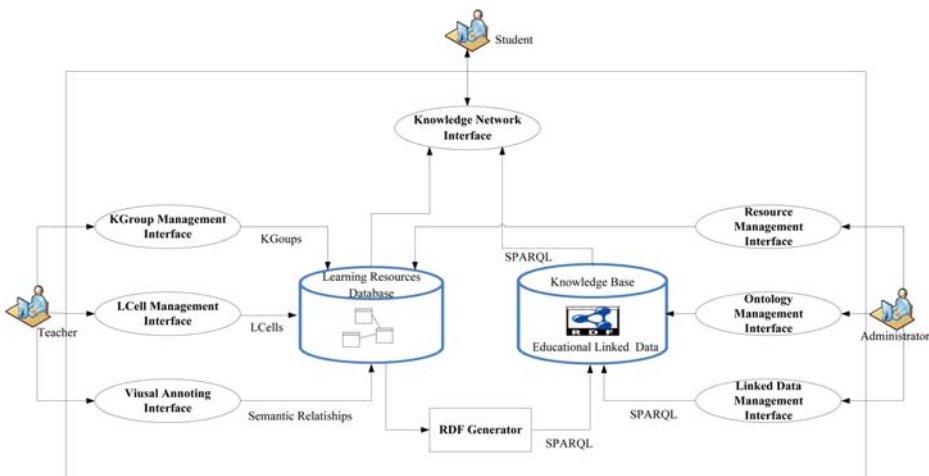 Student
Knowledge Network
Interface
KGroup Management
Interface
KGoups
Resource
Management
Interface
SPARQL
Learning Resources
Database
Knowledge Base
LCell Management
Interface
LCells
RDF
Educational Linked Data
Ontology
Management
Interface
Teacher
Administrator
Viusal Annoting
Interface
Semantic Relatiships
RDF Generator
SPARQL
SPARQL
Linked Data
Management
Interface